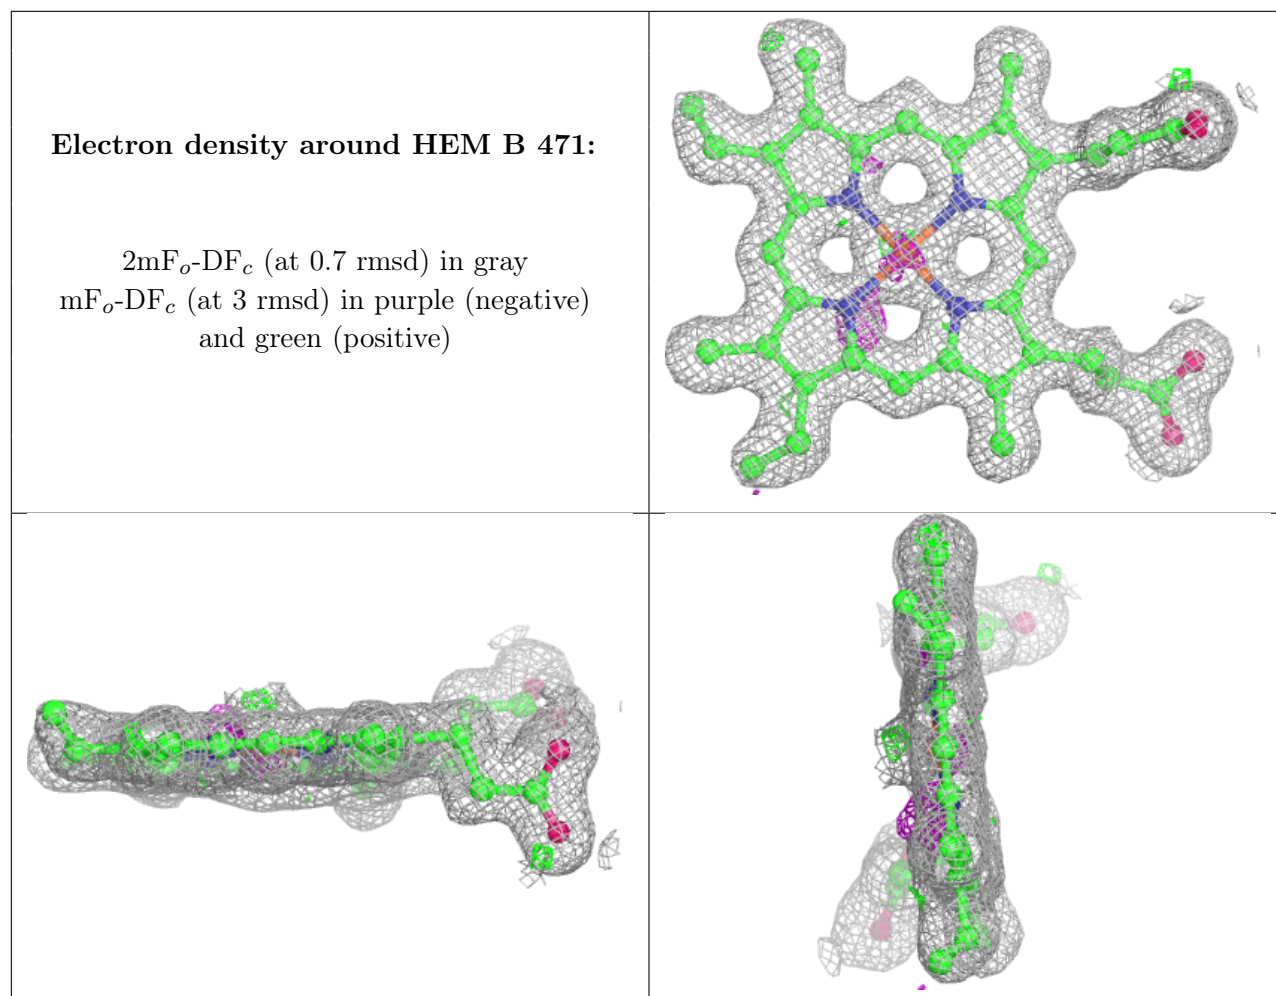 Electron density around HEM B 471:
2mFₒ-DF𝒸 (at 0.7 rmsd) in gray
mFₒ-DF𝒸 (at 3 rmsd) in purple (negative)
and green (positive)